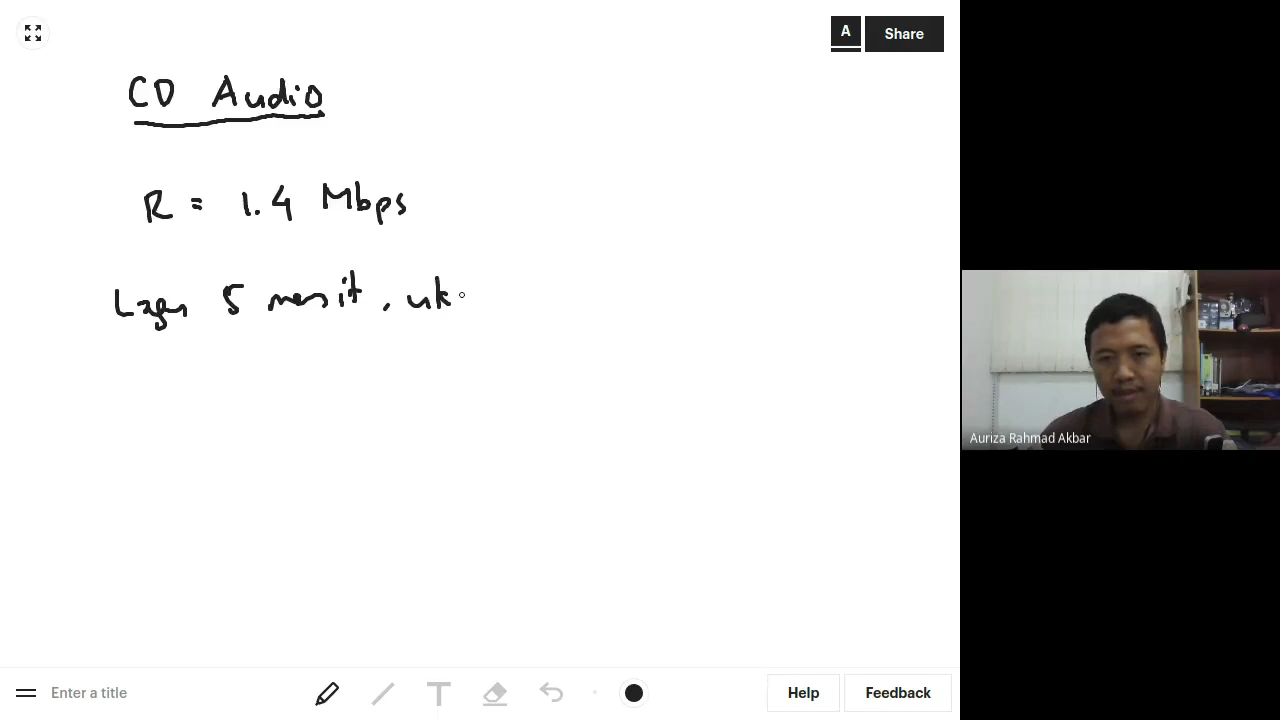 A
Share
CD Audio
R = 1.4 Mbps
Lagu 5 menit, uk
Auriza Rahmad Akbar
Enter a title
T
Help
Feedback